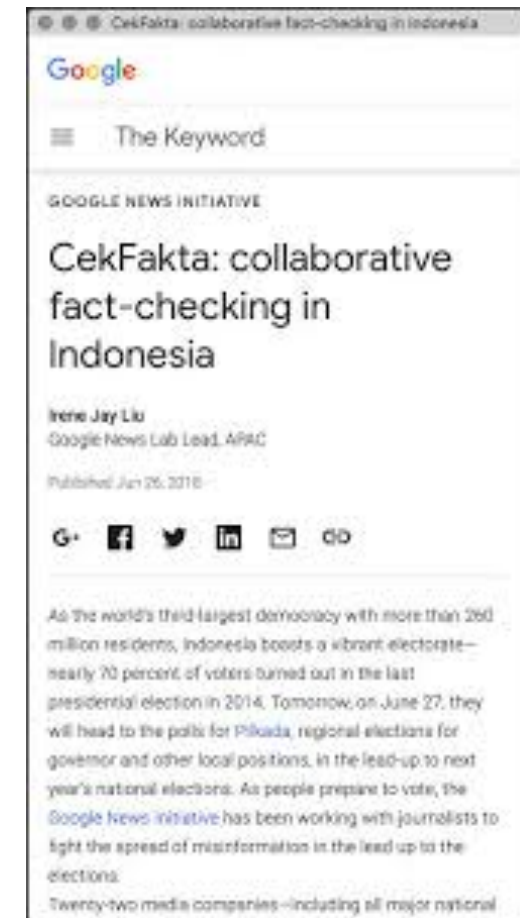 CekFakta: collaborative fact-checking in Indonesia
Google
The Keyword
GOOGLE NEWS INITIATIVE
CekFakta: collaborative
fact-checking in
Indonesia
Irene Jay Liu
Google News Lab Lead, APAC
Published Jun 26, 2018
G+
As the world's third-largest democracy with more than 260
million residents, Indonesia boasts a vibrant electorate—
nearly 70 percent of voters turned out in the last
presidential election in 2014. Tomorrow, on June 27, they
will head to the polls for Pilkada, regional elections for
governor and other local positions, in the lead-up to next
year's national elections. As people prepare to vote, the
Google News Initiative has been working with journalists to
fight the spread of misinformation in the lead up to the
elections.
Twenty-two media companies—including all major national